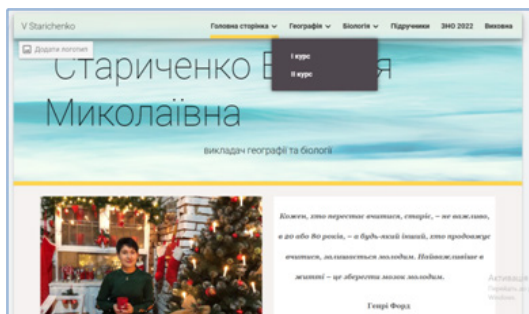 V Starichenko
Головна сторінка Географія Біологія Підручники ЗНО 2022 Виховна
Додати логотип
І курс
ІІ курс
Стариченко В я
Миколаївна
викладач географії та біології
Кожен, хто перестає вчитися, старіє, – не важливо,
в 20 або 80 років, – а будь-який інший, хто продовжує
вчитися, залишається молодим. Найважливіше в
житті – це зберегти мозок молодим.
Генрі Форд
Активація
Windows.